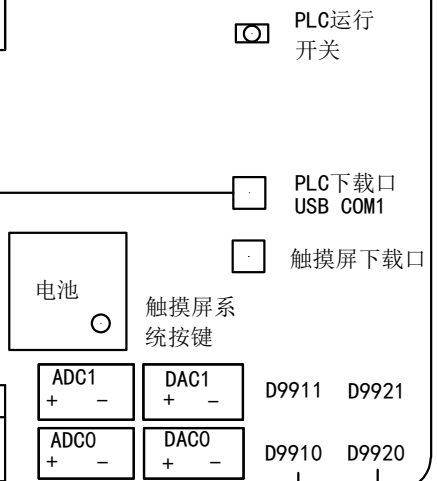 PLC运行
开关
PLC下载口
USB COM1
触摸屏下载口
电池
触摸屏系
统按键
ADC1
+ −
DAC1
+ −
D9911 D9921
ADC0
+ −
DAC0
+ −
D9910 D9920